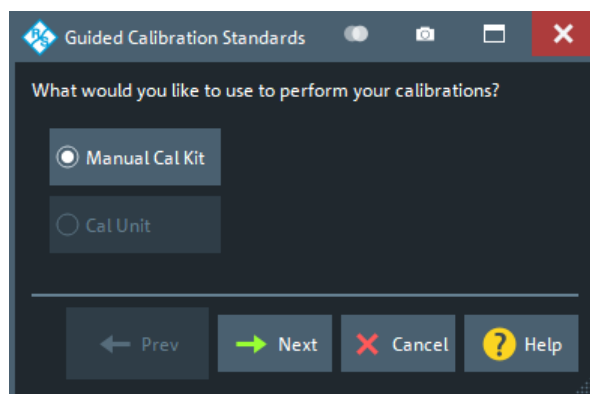 R&S Guided Calibration Standards
What would you like to use to perform your calibrations?
Manual Cal Kit
Cal Unit
Prev Next Cancel ? Help